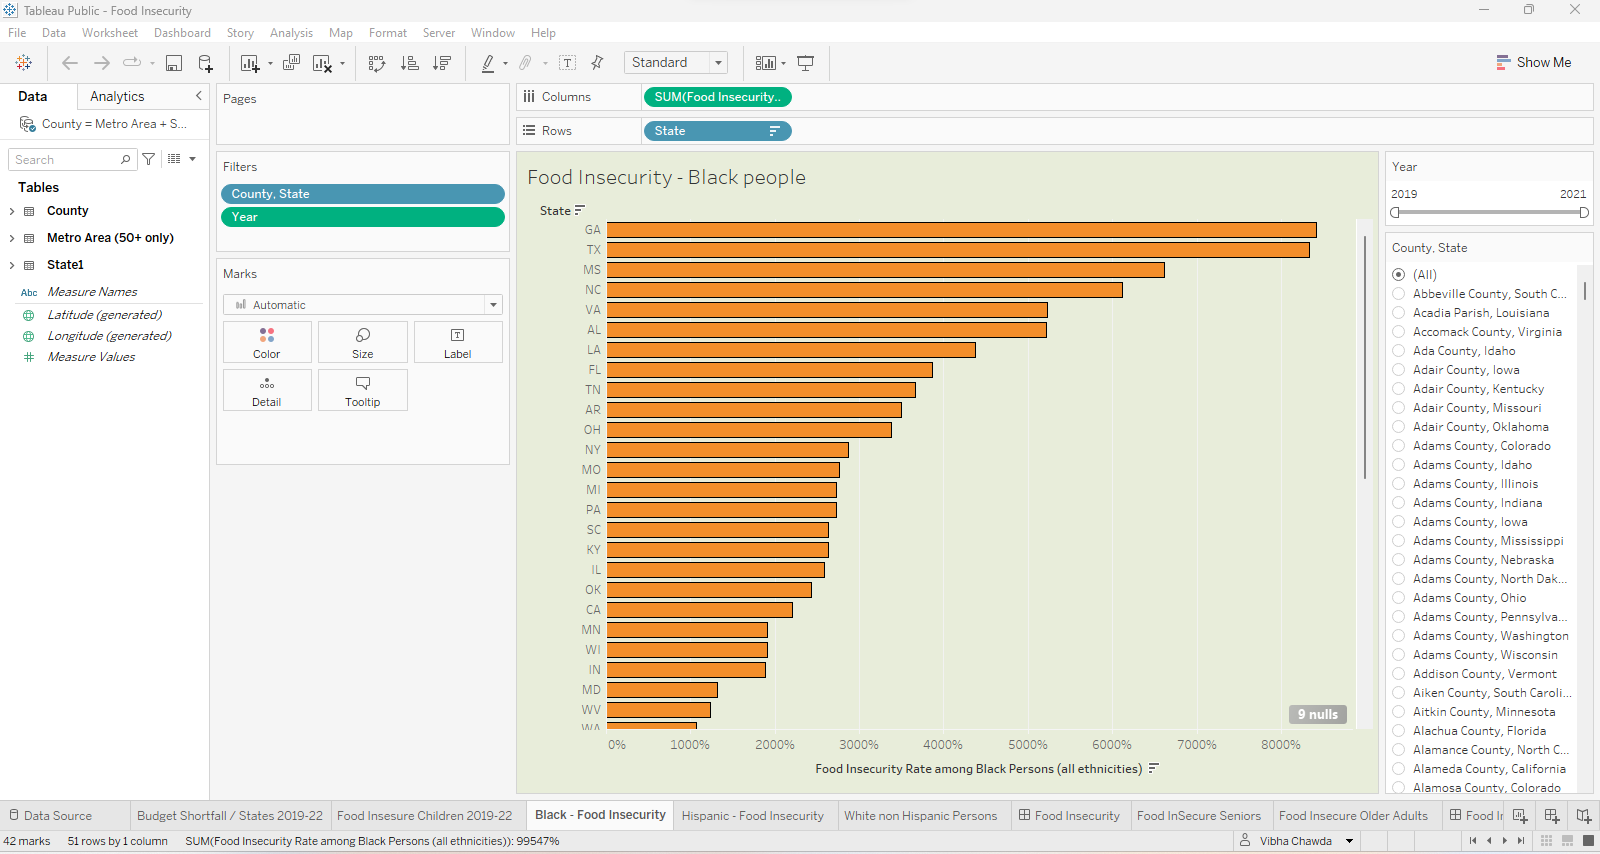 Tableau Public - Food Insecurity
File Data Worksheet Dashboard Story Analysis Map Format Server Window Help
Standard
Show Me
Data Analytics
County = Metro Area + S...
Search
Tables
County
Metro Area (50+ only)
State1
Abc Measure Names
Latitude (generated)
Longitude (generated)
# Measure Values
Pages
Filters
County, State
Year
Marks
Automatic
Color Size Label
Detail Tooltip
Columns SUM(Food Insecurity..
Rows State
Food Insecurity - Black people
State
GA
TX
MS
NC
VA
AL
LA
FL
TN
AR
OH
NY
MO
MI
PA
SC
KY
IL
OK
CA
MN
WI
IN
MD
WV
WA
9 nulls
0% 1000% 2000% 3000% 4000% 5000% 6000% 7000% 8000%
Food Insecurity Rate among Black Persons (all ethnicities)
Year
2019 2021
County, State
(All)
Abbeville County, South C...
Acadia Parish, Louisiana
Accomack County, Virginia
Ada County, Idaho
Adair County, Iowa
Adair County, Kentucky
Adair County, Missouri
Adair County, Oklahoma
Adams County, Colorado
Adams County, Idaho
Adams County, Illinois
Adams County, Indiana
Adams County, Iowa
Adams County, Mississippi
Adams County, Nebraska
Adams County, North Dak...
Adams County, Ohio
Adams County, Pennsylva...
Adams County, Washington
Adams County, Wisconsin
Addison County, Vermont
Aiken County, South Caroli...
Aitkin County, Minnesota
Alachua County, Florida
Alamance County, North C...
Alameda County, California
Alamosa County, Colorado
Data Source Budget Shortfall / States 2019-22 Food Insesure Children 2019-22 Black - Food Insecurity Hispanic - Food Insecurity White non Hispanic Persons Food Insecurity Food InSecure Seniors Food Insecure Older Adults Food Ir
42 marks 51 rows by 1 column SUM(Food Insecurity Rate among Black Persons (all ethnicities)): 99547% Vibha Chawda